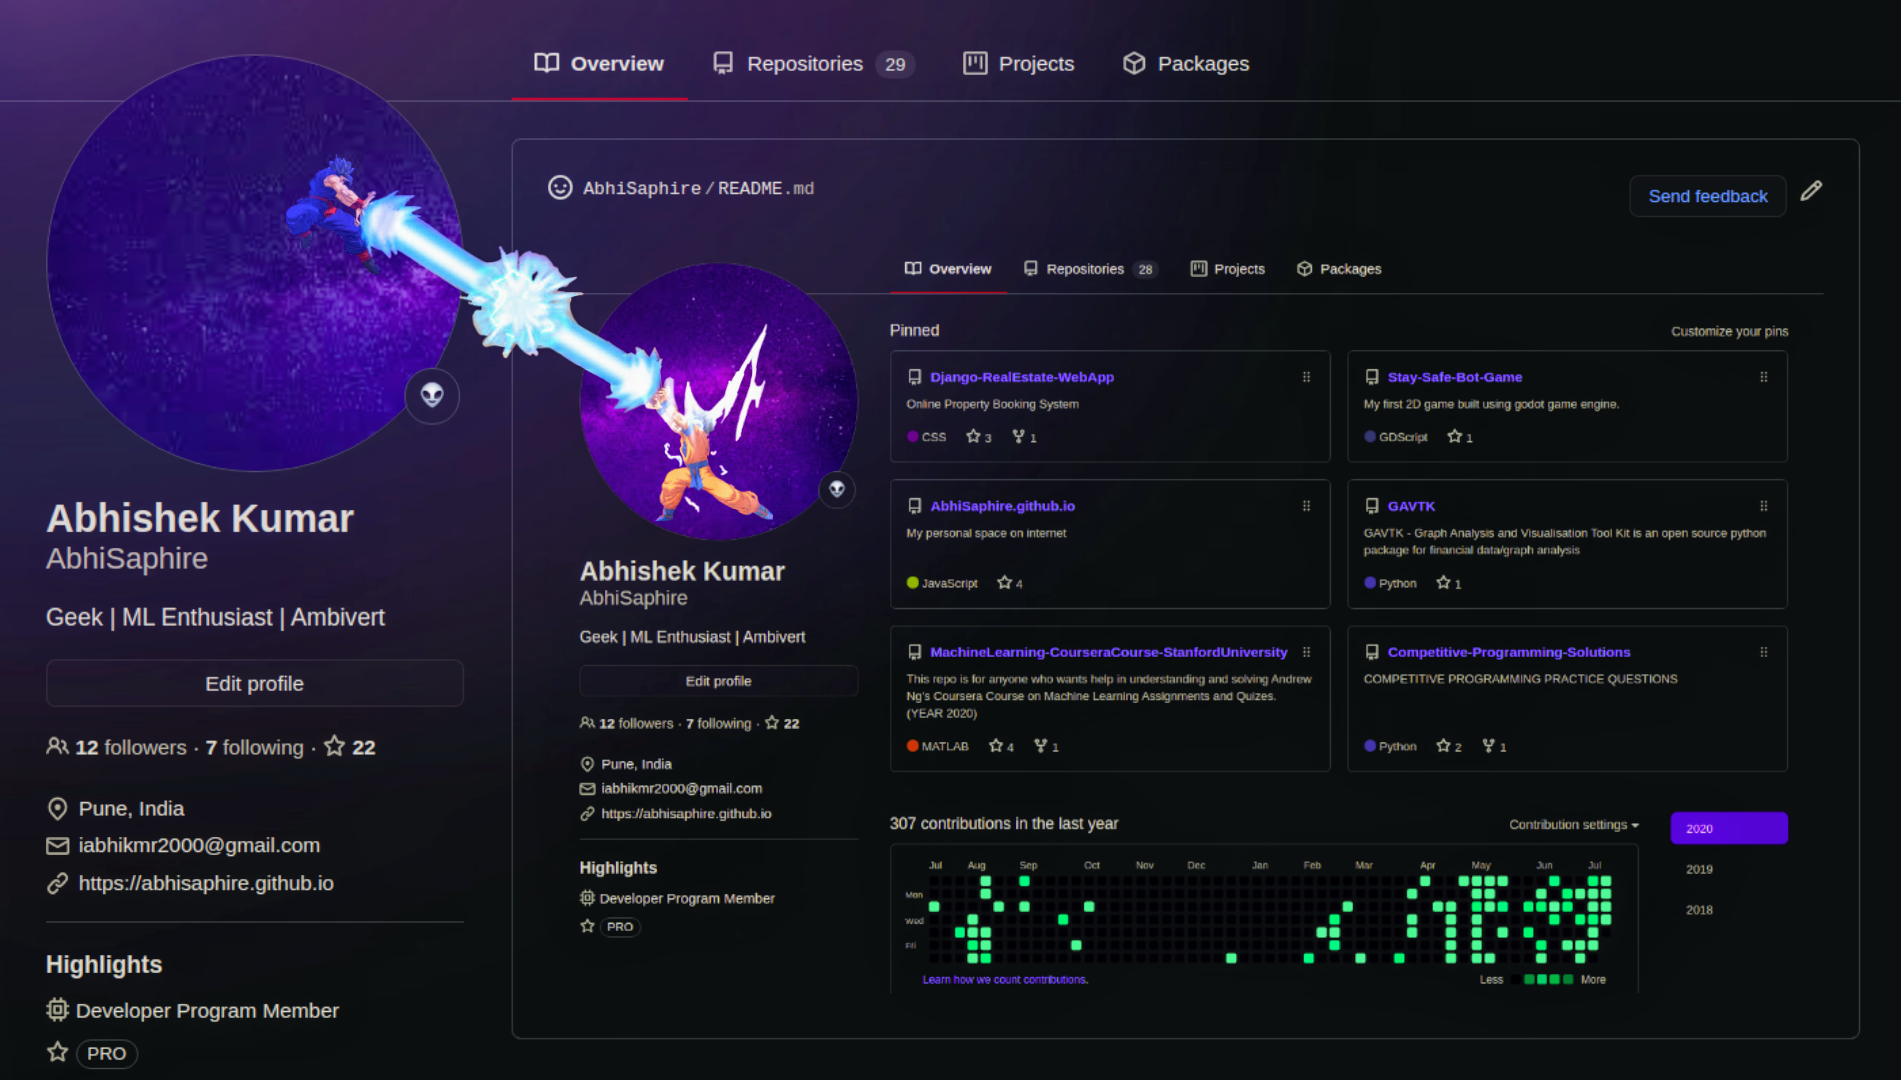 Overview Repositories 29 Projects Packages
AbhiSaphire/README.md
Send feedback
Abhishek Kumar
AbhiSaphire
Geek | ML Enthusiast | Ambivert
Edit profile
12 followers · 7 following · 22
Pune, India
iabhikmr2000@gmail.com
https://abhisaphire.github.io
Highlights
Developer Program Member
PRO
Overview Repositories 28 Projects Packages
Abhishek Kumar
AbhiSaphire
Geek | ML Enthusiast | Ambivert
Edit profile
12 followers · 7 following · 22
Pune, India
iabhikmr2000@gmail.com
https://abhisaphire.github.io
Highlights
Developer Program Member
PRO
Pinned
Customize your pins
Django-RealEstate-WebApp
Online Property Booking System
CSS 3 1
Stay-Safe-Bot-Game
My first 2D game built using godot game engine.
GDScript 1
AbhiSaphire.github.io
My personal space on internet
JavaScript 4
GAVTK
GAVTK - Graph Analysis and Visualisation Tool Kit is an open source python
package for financial data/graph analysis
Python 1
MachineLearning-CourseraCourse-StanfordUniversity
This repo is for anyone who wants help in understanding and solving Andrew
Ng's Coursera Course on Machine Learning Assignments and Quizes.
(YEAR 2020)
MATLAB 4 1
Competitive-Programming-Solutions
COMPETITIVE PROGRAMMING PRACTICE QUESTIONS
Python 2 1
307 contributions in the last year
Contribution settings
2020
2019
2018
Jul Aug Sep Oct Nov Dec Jan Feb Mar Apr May Jun Jul
Mon
Wed
Fri
Learn how we count contributions.
Less More